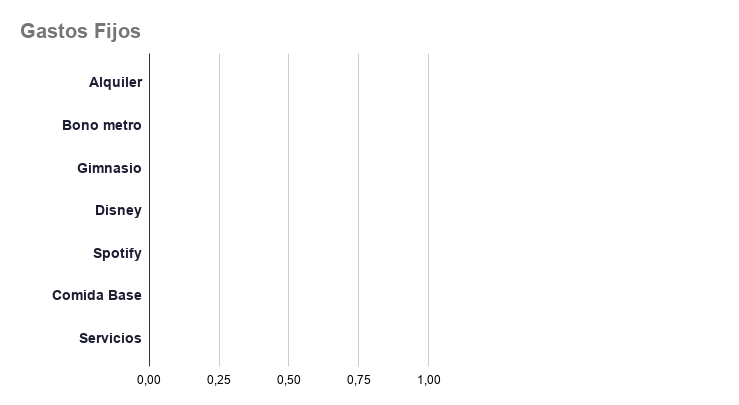 Gastos Fijos
Alquiler
Bono metro
Gimnasio
Disney
Spotify
Comida Base
Servicios
0,00 0,25 0,50 0,75 1,00